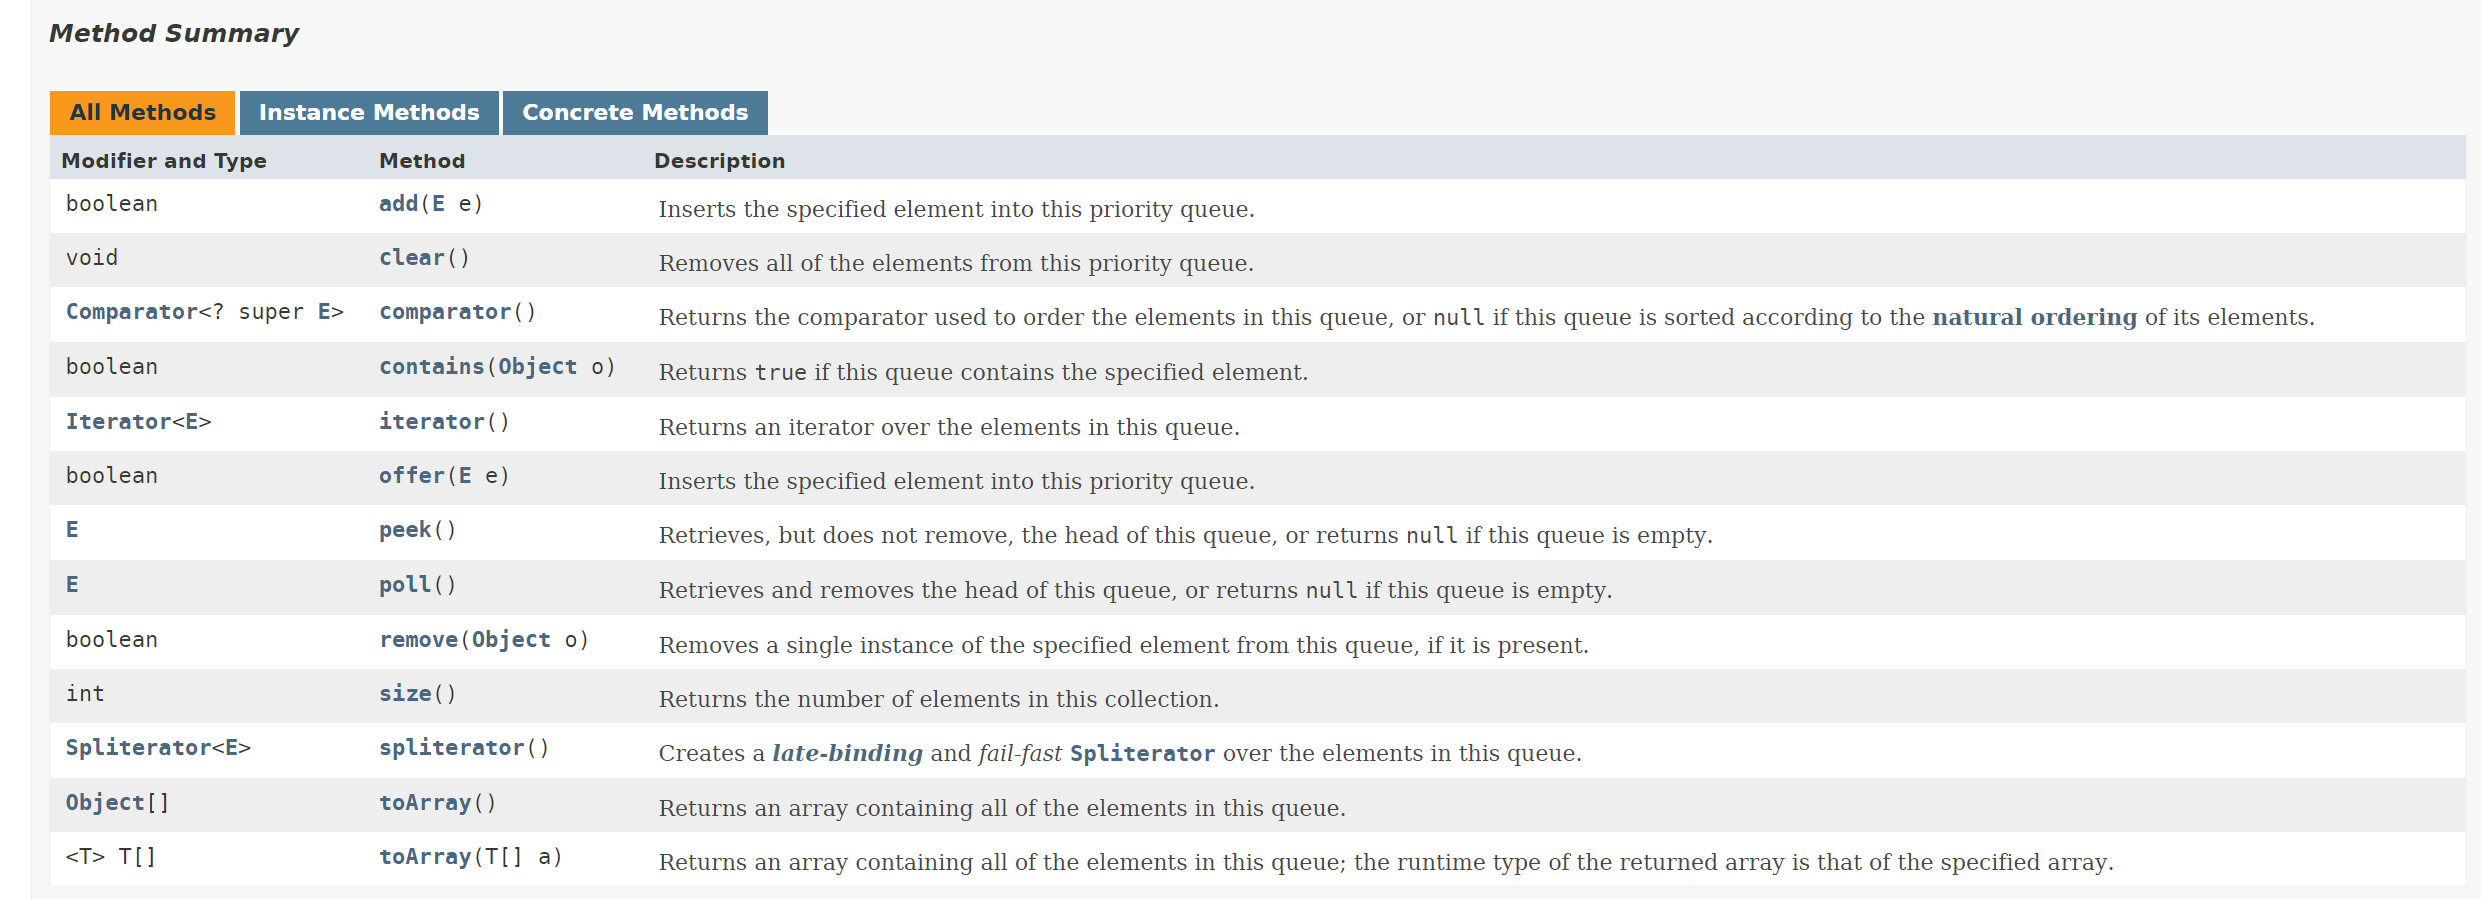 Method Summary
All Methods Instance Methods Concrete Methods
Modifier and Type Method Description
boolean add(E e) Inserts the specified element into this priority queue.
void clear() Removes all of the elements from this priority queue.
Comparator<? super E> comparator() Returns the comparator used to order the elements in this queue, or null if this queue is sorted according to the natural ordering of its elements.
boolean contains(Object o) Returns true if this queue contains the specified element.
Iterator<E> iterator() Returns an iterator over the elements in this queue.
boolean offer(E e) Inserts the specified element into this priority queue.
E peek() Retrieves, but does not remove, the head of this queue, or returns null if this queue is empty.
E poll() Retrieves and removes the head of this queue, or returns null if this queue is empty.
boolean remove(Object o) Removes a single instance of the specified element from this queue, if it is present.
int size() Returns the number of elements in this collection.
Spliterator<E> spliterator() Creates a late-binding and fail-fast Spliterator over the elements in this queue.
Object[] toArray() Returns an array containing all of the elements in this queue.
<T> T[] toArray(T[] a) Returns an array containing all of the elements in this queue; the runtime type of the returned array is that of the specified array.